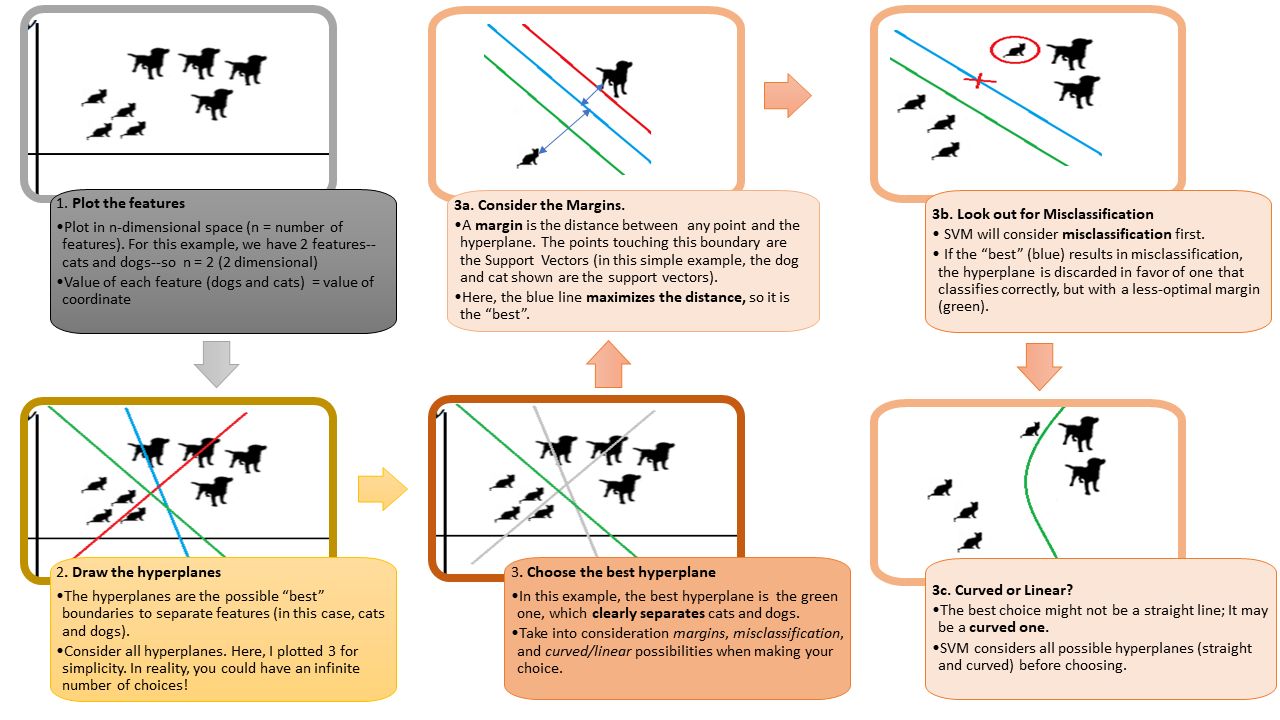 1. Plot the features
•Plot in n-dimensional space (n = number of
features). For this example, we have 2 features--
cats and dogs--so n = 2 (2 dimensional)
•Value of each feature (dogs and cats) = value of
coordinate
2. Draw the hyperplanes
•The hyperplanes are the possible “best”
boundaries to separate features (in this case, cats
and dogs).
•Consider all hyperplanes. Here, I plotted 3 for
simplicity. In reality, you could have an infinite
number of choices!
3. Choose the best hyperplane
•In this example, the best hyperplane is the green
one, which clearly separates cats and dogs.
•Take into consideration margins, misclassification,
and curved/linear possibilities when making your
choice.
3a. Consider the Margins.
•A margin is the distance between any point and the
hyperplane. The points touching this boundary are
the Support Vectors (in this simple example, the dog
and cat shown are the support vectors).
•Here, the blue line maximizes the distance, so it is
the “best”.
3b. Look out for Misclassification
• SVM will consider misclassification first.
• If the “best” (blue) results in misclassification,
the hyperplane is discarded in favor of one that
classifies correctly, but with a less-optimal margin
(green).
3c. Curved or Linear?
•The best choice might not be a straight line; It may
be a curved one.
•SVM considers all possible hyperplanes (straight
and curved) before choosing.